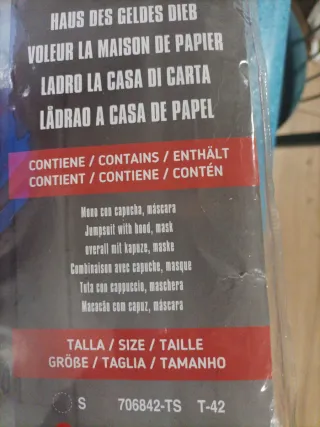 HAUS DES GELDES DIEB
VOLEUR LA MAISON DE PAPIER
LADRO LA CASA DI CARTA
LÄDRAO A CASA DE PAPEL
CONTIENE / CONTAINS / ENTHÄLT
CONTIENT / CONTIENE / CONTÉN
Mono con capucha, máscara
Jumpsuit with hood, mask
overall mit kapuze, maske
Combinaison avec capuche, masque
Tuta con cappuccio, maschera
Macacão com capuz, máscara
TALLA / SIZE / TAILLE
GRÖßE / TAGLIA / TAMANHO
S 706842-TS T-42